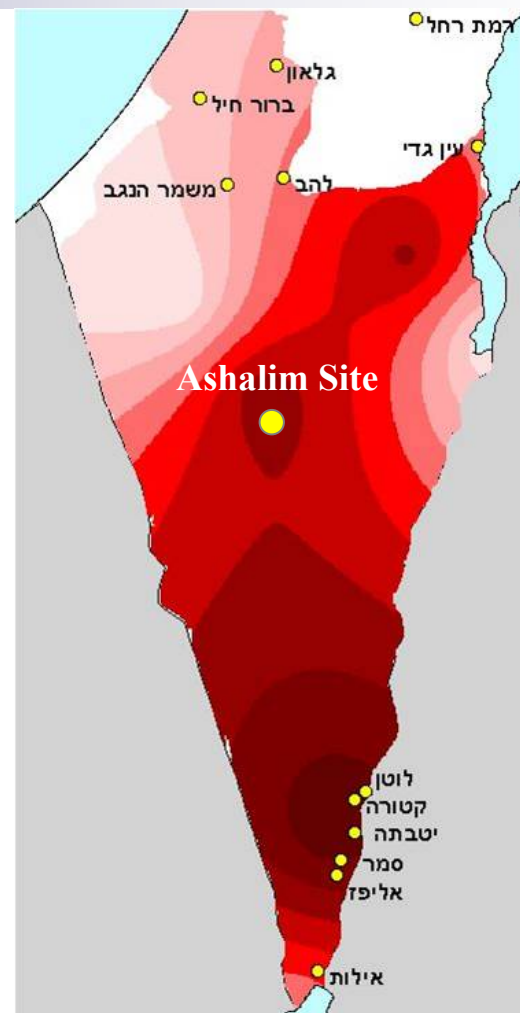 רמת רחל
גלאון
ברור חיל
עין גדי
להב
משמר הנגב
Ashalim Site
לוטן
קטורה
יטבתה
סמר
אליפז
אילות